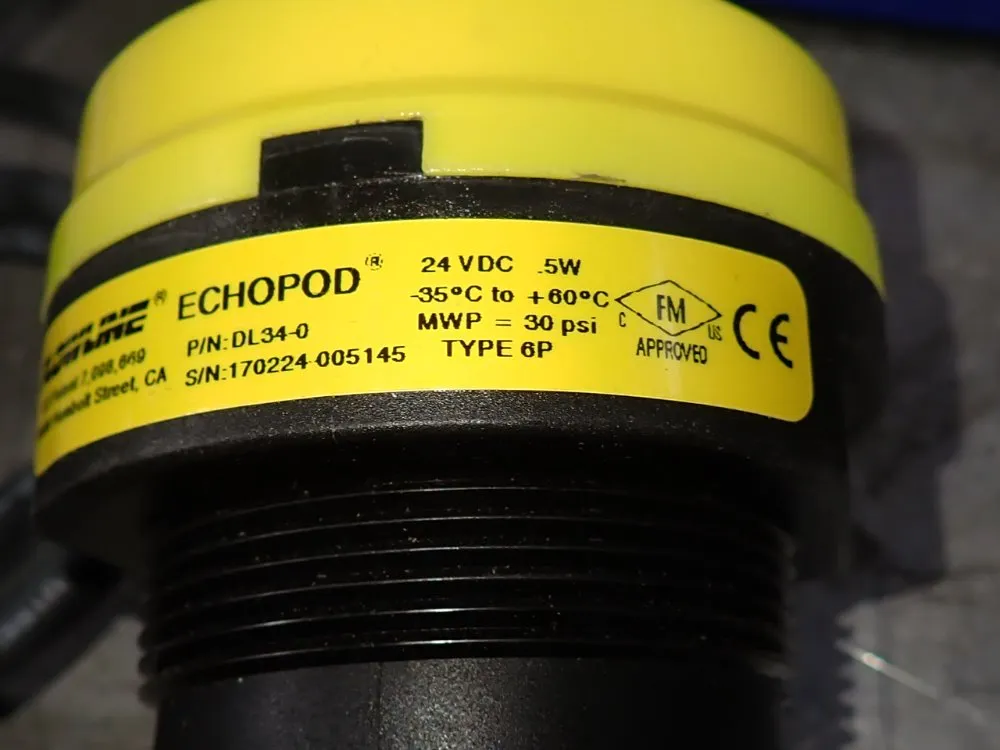 ECHOPOD®
P/N: DL34-0
S/N:170224-005145
Street, CA
24 VDC .5W
-35°C to +60°C
MWP = 30 psi
TYPE 6P
C FM US
APPROVED
CE